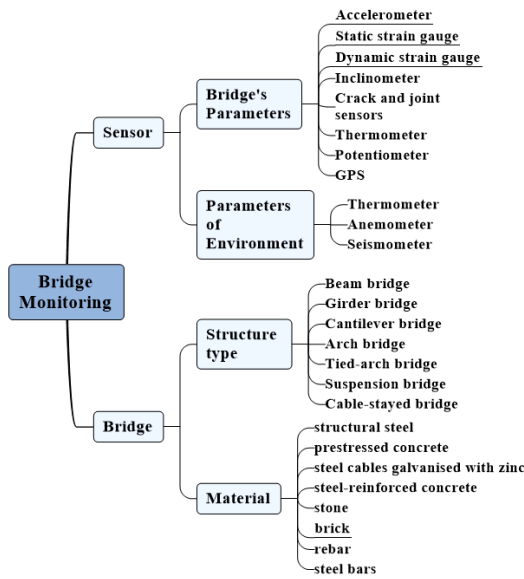 Accelerometer
Static strain gauge
Dynamic strain gauge
Inclinometer
Crack and joint
sensors
Thermometer
Potentiometer
GPS
Bridge's
Parameters
Sensor
Parameters
of
Environment
Thermometer
Anemometer
Seismometer
Bridge
Monitoring
Beam bridge
Girder bridge
Cantilever bridge
Arch bridge
Tied-arch bridge
Suspension bridge
Cable-stayed bridge
Structure
type
Bridge
Material
structural steel
prestressed concrete
steel cables galvanised with zinc
steel-reinforced concrete
stone
brick
rebar
steel bars